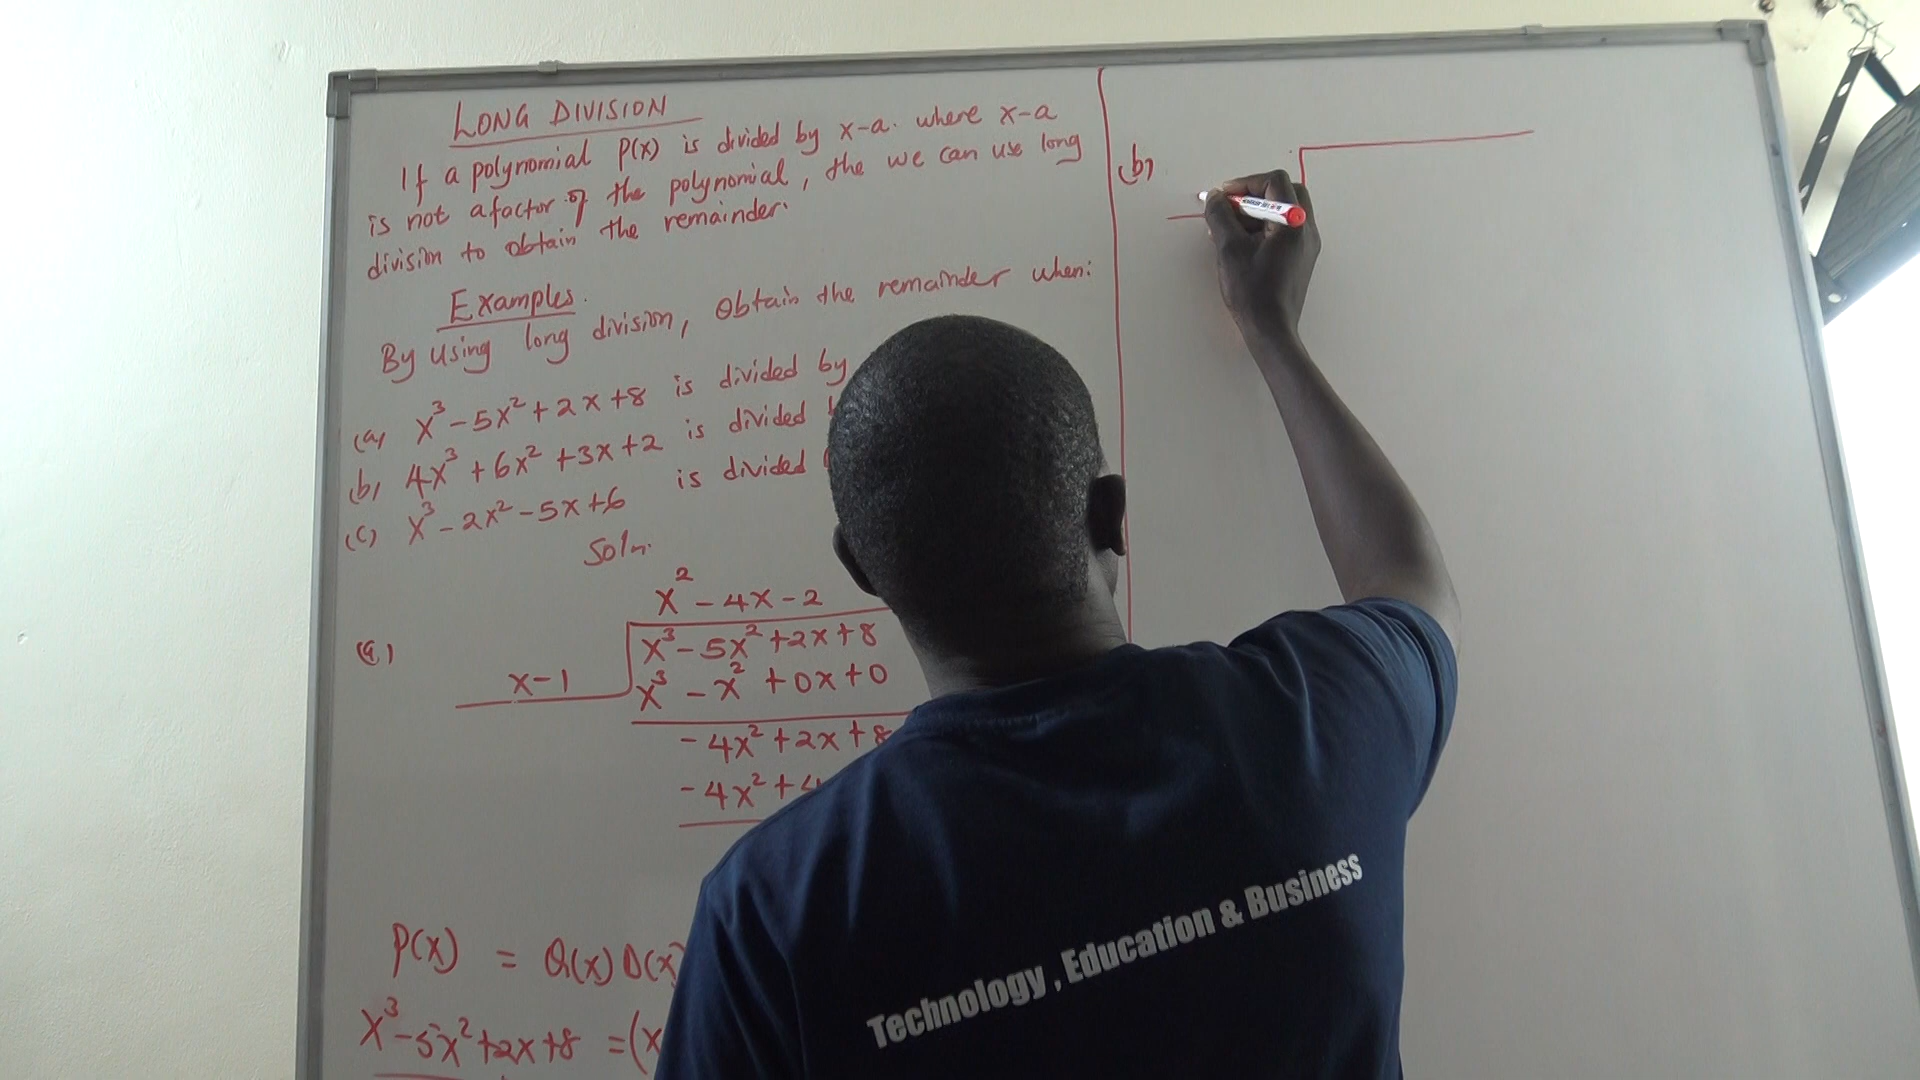 LONG DIVISION
If a polynomial P(x) is divided by x-a. where x-a
is not a factor of the polynomial, the we can use long
division to obtain the remainder.
Examples.
By using long division, Obtain the remainder when:
(a) x³ - 5x² + 2x + 8 is divided by
(b) 4x³ + 6x² + 3x + 2 is divided
(c) x³ - 2x² - 5x + 6 is divided
Soln.
x² - 4x - 2
(a) x³ - 5x² + 2x + 8
x - 1 x³ - x² + 0x + 0
- 4x² + 2x + 8
- 4x² + 4
P(x) = Q(x) D(x)
x³ - 5x² + 2x + 8 = (x
(b)
Technology , Education & Business